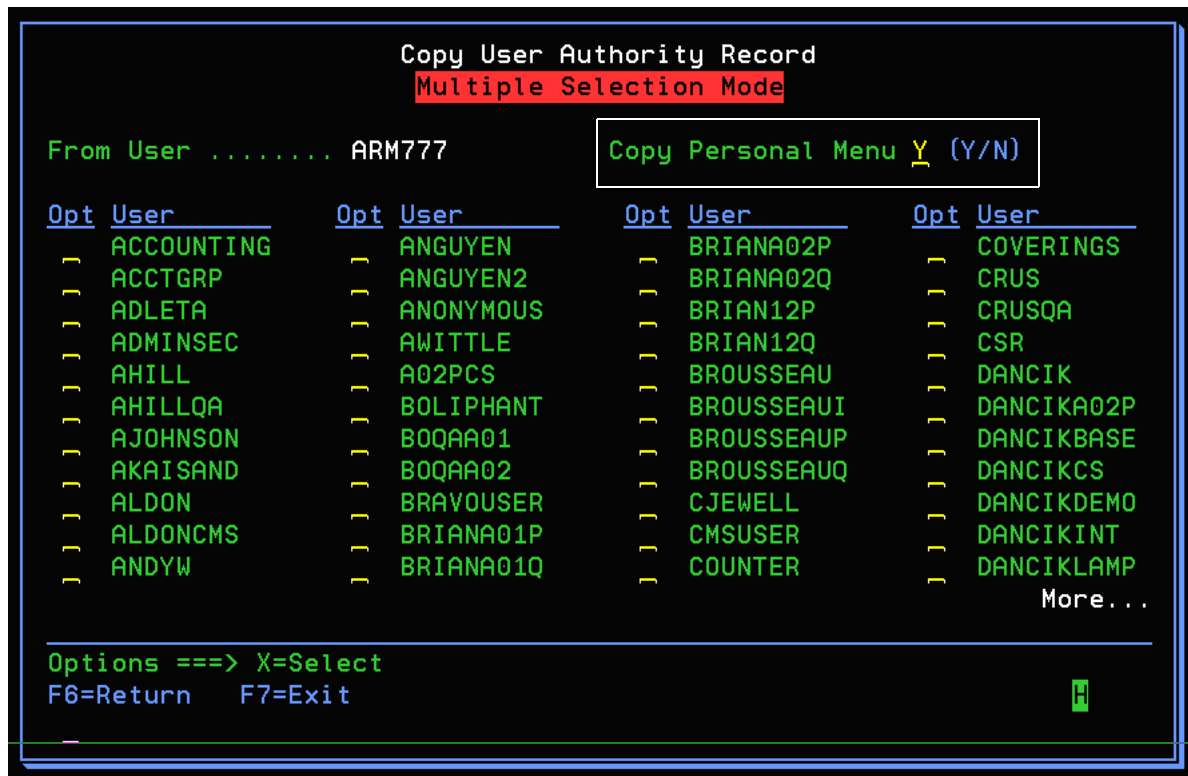 Copy User Authority Record
Multiple Selection Mode
From User ........ ARM777 Copy Personal Menu Y (Y/N)
Opt User Opt User Opt User Opt User
ACCOUNTING ANGUYEN BRIANA02P COVERINGS
ACCTGRP ANGUYEN2 BRIANA02Q CRUS
ADLETA ANONYMOUS BRIAN12P CRUSQA
ADMINSEC AWITTLE BRIAN12Q CSR
AHILL A02PCS BROUSSEAU DANCIK
AHILLQA BOLIPHANT BROUSSEAUI DANCIKA02P
AJOHNSON BOQAA01 BROUSSEAUP DANCIKBASE
AKAISAND BOQAA02 BROUSSEAUQ DANCIKCS
ALDON BRAVOUSER CJEWELL DANCIKDEMO
ALDONCMS BRIANA01P CMSUSER DANCIKINT
ANDYW BRIANA01Q COUNTER DANCIKLAMP
More...
Options ===> X=Select
F6=Return F7=Exit H